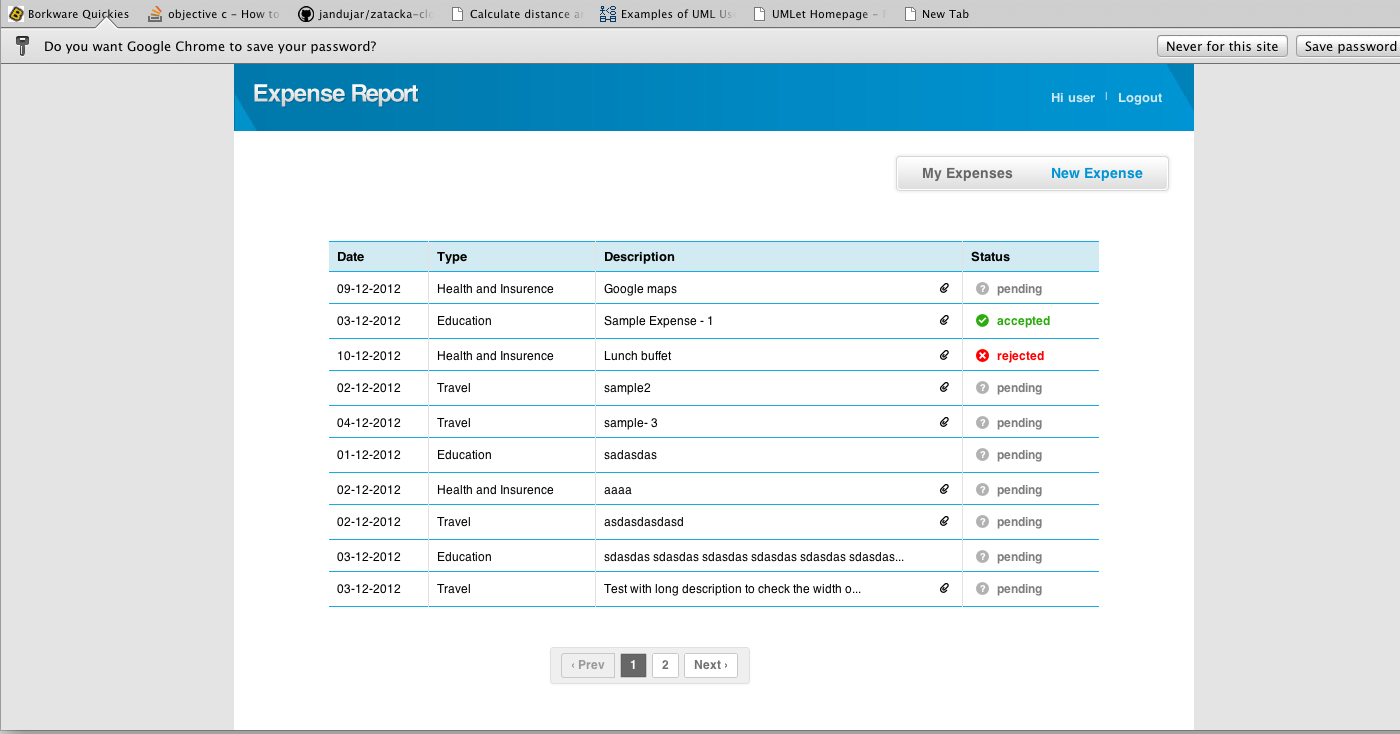 Borkware Quickies objective c – How to jandujar/zatacka-clo Calculate distance a Examples of UML Us UMLet Homepage – New Tab
Do you want Google Chrome to save your password? Never for this site Save password
Expense Report
Hi user | Logout
My Expenses New Expense
Date Type Description Status
09-12-2012 Health and Insurence Google maps ? pending
03-12-2012 Education Sample Expense - 1 accepted
10-12-2012 Health and Insurence Lunch buffet rejected
02-12-2012 Travel sample2 ? pending
04-12-2012 Travel sample- 3 ? pending
01-12-2012 Education sadasdas ? pending
02-12-2012 Health and Insurence aaaa ? pending
02-12-2012 Travel asdasdasdasd ? pending
03-12-2012 Education sdasdas sdasdas sdasdas sdasdas sdasdas sdasdas... ? pending
03-12-2012 Travel Test with long description to check the width o... ? pending
‹ Prev 1 2 Next ›